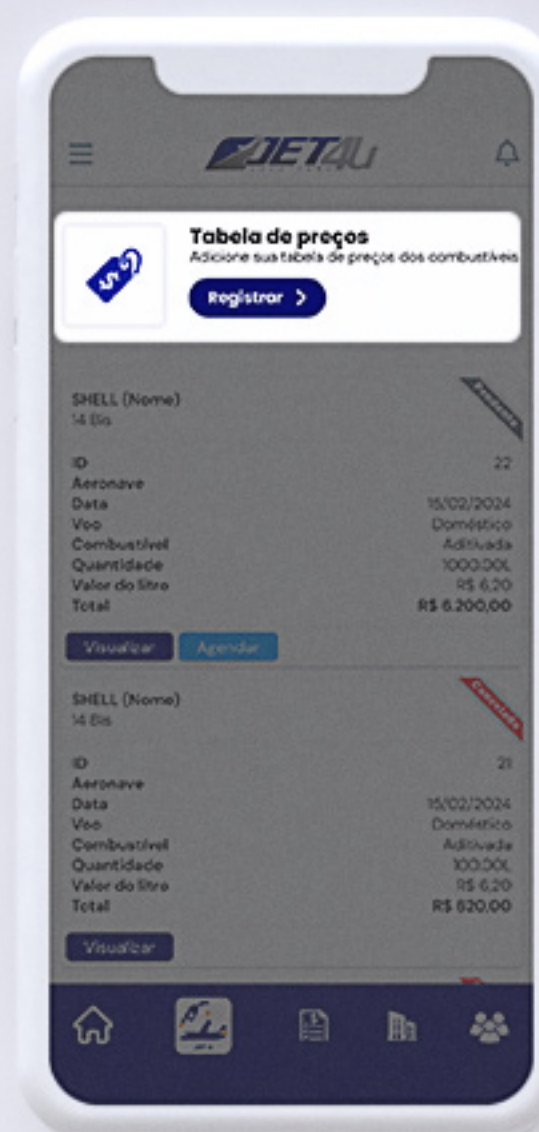 JET4U
Tabela de preços
Adicione sua tabela de preços dos combustíveis
Registrar
SHELL (Nome)
14 Bis
ID 22
Aeronave
Data 15/02/2024
Voo Doméstico
Combustível Aditivada
Quantidade 1000.00L
Valor do litro R$ 6,20
Total R$ 6.200,00
Visualizar Agendar
SHELL (Nome)
14 Bis
Cancelada
ID 21
Aeronave
Data 15/02/2024
Voo Doméstico
Combustível Aditivada
Quantidade 100.00L
Valor do litro R$ 6,20
Total R$ 620,00
Visualizar